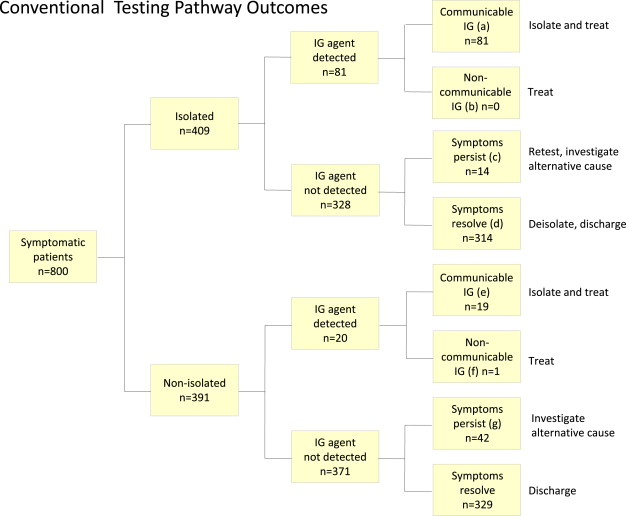 Conventional Testing Pathway Outcomes
Symptomatic
patients
n=800
Isolated
n=409
IG agent
detected
n=81
Communicable
IG (a)
n=81
Isolate and treat
Non-
communicable
IG (b) n=0
Treat
IG agent
not detected
n=328
Symptoms
persist (c)
n=14
Retest, investigate
alternative cause
Symptoms
resolve (d)
n=314
Deisolate, discharge
Non-isolated
n=391
IG agent
detected
n=20
Communicable
IG (e)
n=19
Isolate and treat
Non-
communicable
IG (f) n=1
Treat
IG agent
not detected
n=371
Symptoms
persist (g)
n=42
Investigate
alternative cause
Symptoms
resolve
n=329
Discharge